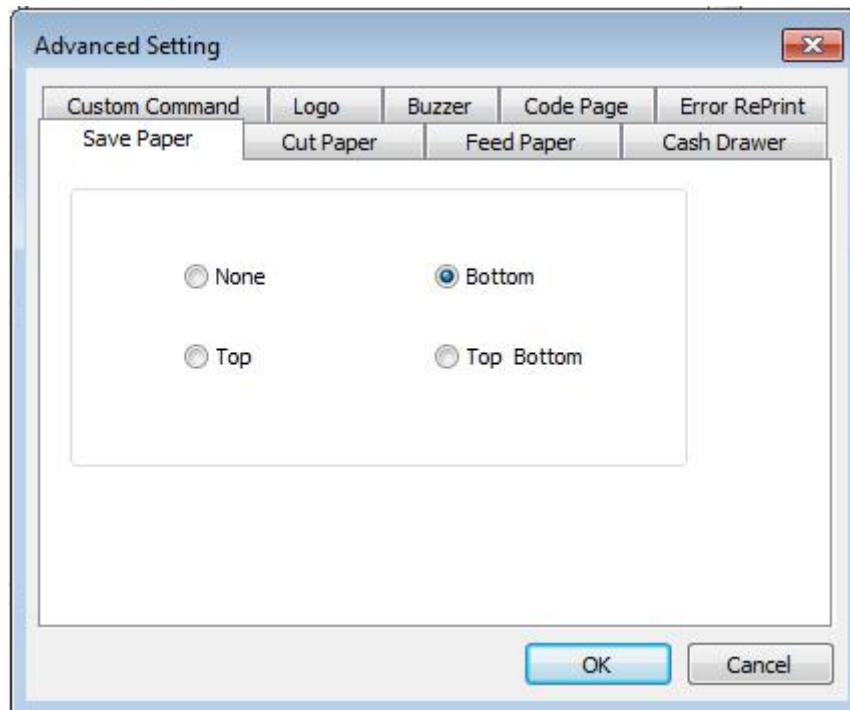 Advanced Setting
Custom Command Logo Buzzer Code Page Error RePrint
Save Paper Cut Paper Feed Paper Cash Drawer
None Bottom
Top Top Bottom
OK Cancel